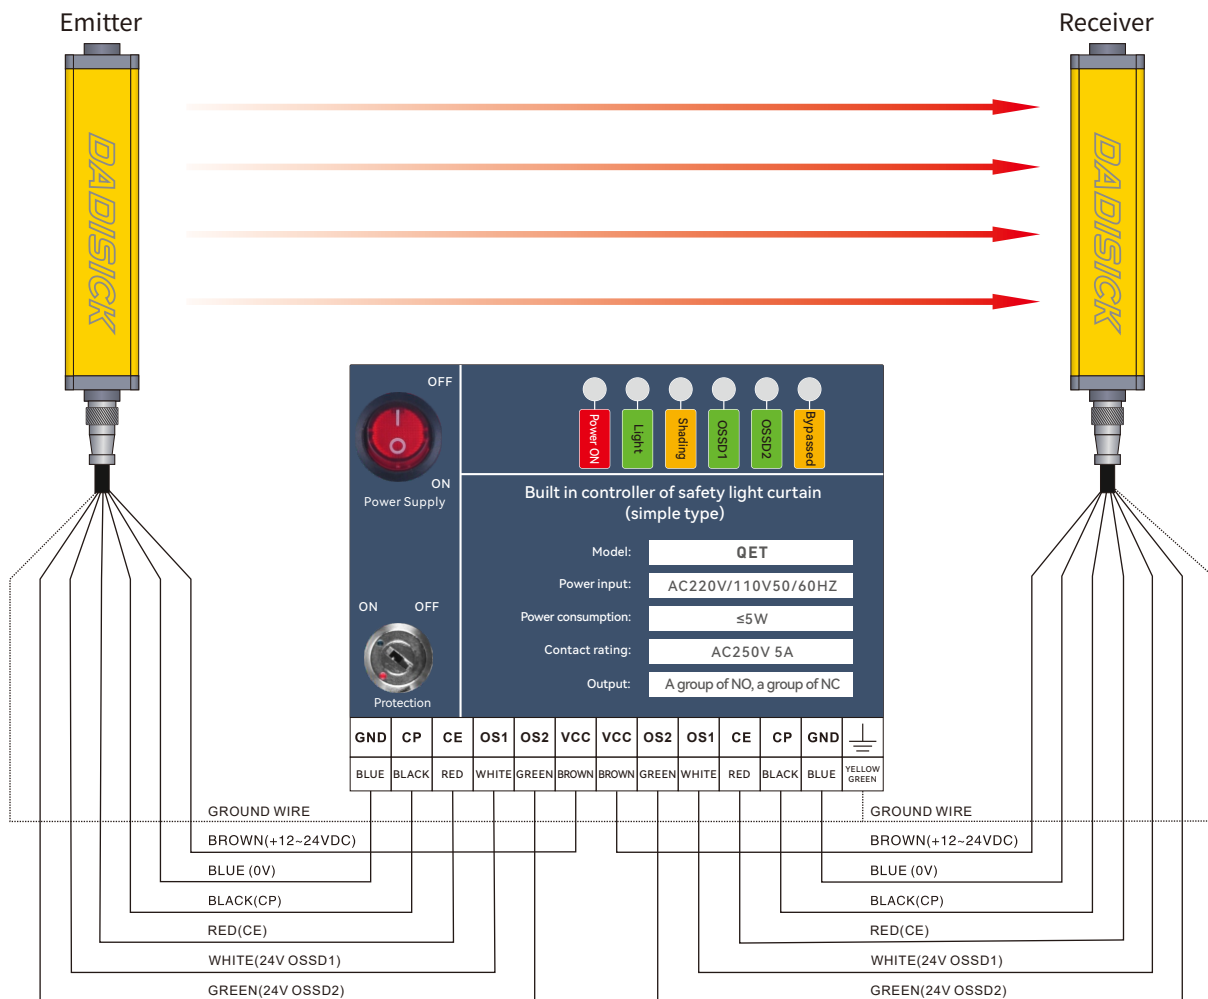 Emitter
Receiver
DADISICK
DADISICK
OFF
ON
Power Supply
ON OFF
Protection
Power ON
Light
Shading
OSSD1
OSSD2
Bypassed
Built in controller of safety light curtain
(simple type)
Model: QET
Power input: AC220V/110V50/60HZ
Power consumption: ≤5W
Contact rating: AC250V 5A
Output: A group of NO, a group of NC
GND CP CE OS1 OS2 VCC VCC OS2 OS1 CE CP GND
BLUE BLACK RED WHITE GREEN BROWN BROWN GREEN WHITE RED BLACK BLUE YELLOW
GREEN
GROUND WIRE GROUND WIRE
BROWN(+12~24VDC) BROWN(+12~24VDC)
BLUE (0V) BLUE (0V)
BLACK(CP) BLACK(CP)
RED(CE) RED(CE)
WHITE(24V OSSD1) WHITE(24V OSSD1)
GREEN(24V OSSD2) GREEN(24V OSSD2)